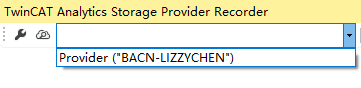 TwinCAT Analytics Storage Provider Recorder
Provider ("BACN-LIZZYCHEN")